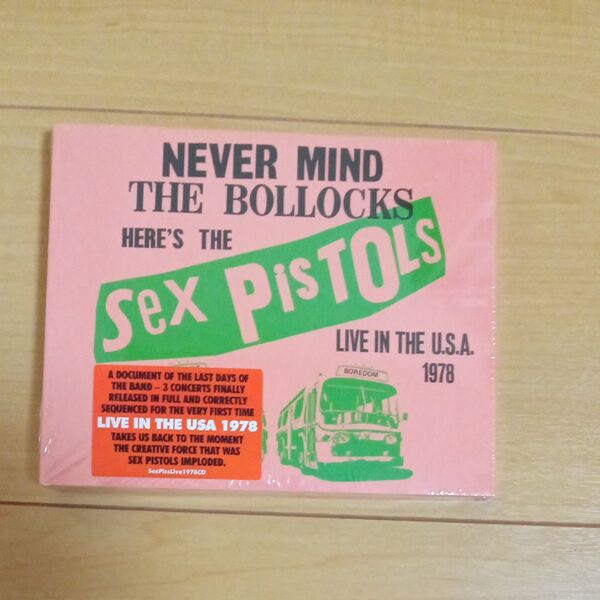 NEVER MIND
THE BOLLOCKS
HERE'S THE
Sex PisTOLs
LIVE IN THE U.S.A.
1978
BOREDOM
A DOCUMENT OF THE LAST DAYS OF
THE BAND – 3 CONCERTS FINALLY
RELEASED IN FULL AND CORRECTLY
SEQUENCED FOR THE VERY FIRST TIME
LIVE IN THE USA 1978
TAKES US BACK TO THE MOMENT
THE CREATIVE FORCE THAT WAS
SEX PISTOLS IMPLODED.
SexPissLive1978CD